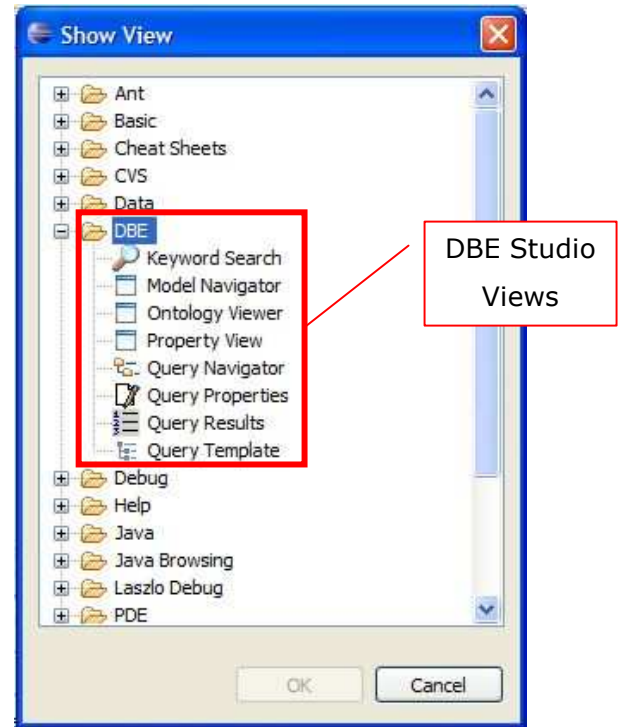 Show View
Ant
Basic
Cheat Sheets
CVS
Data
DBE
Keyword Search
Model Navigator
Ontology Viewer
Property View
Query Navigator
Query Properties
Query Results
Query Template
Debug
Help
Java
Java Browsing
Laszlo Debug
PDE
OK
Cancel
DBE Studio
Views